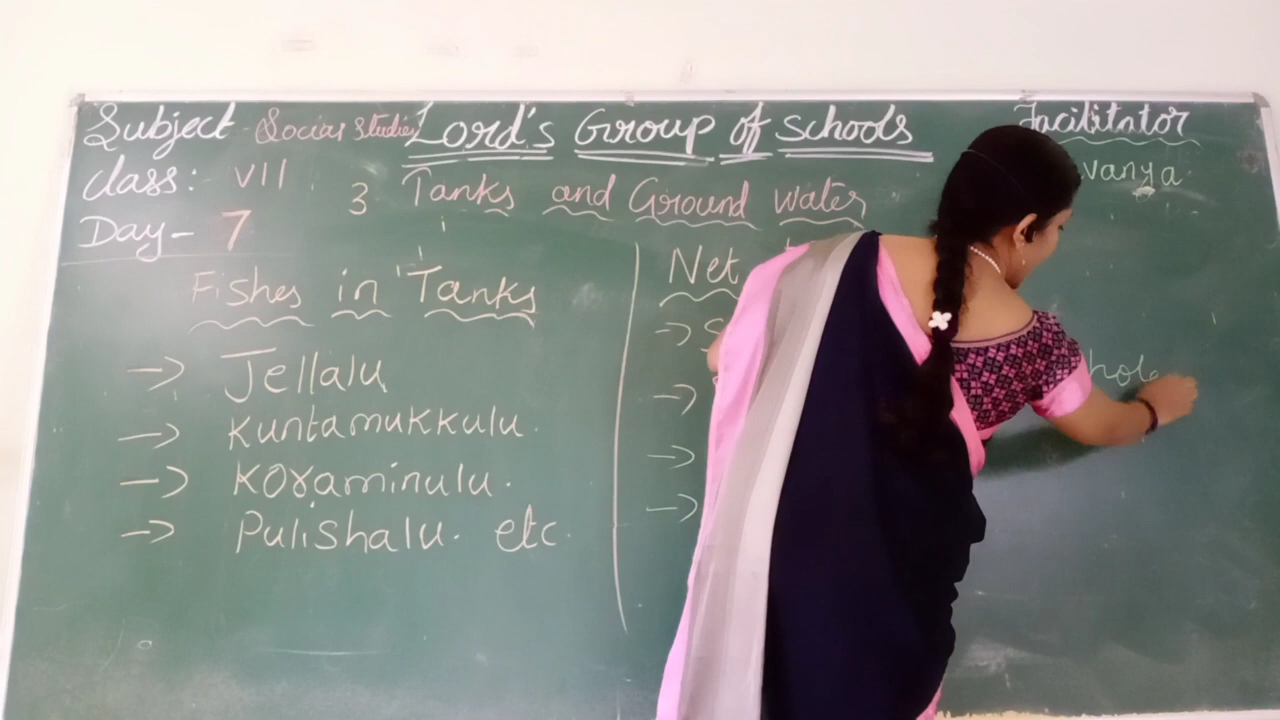 Subject Social Studies Lord's Group of schools Facilitator
class: VII vanya
3 Tanks and Ground water
Day- 7
Fishes in Tanks
Net
→ Jellalu
→ S
→ Kuntamukkulu.
→ hole
→ Koraminulu.
→
→ Pulishalu. etc.
→